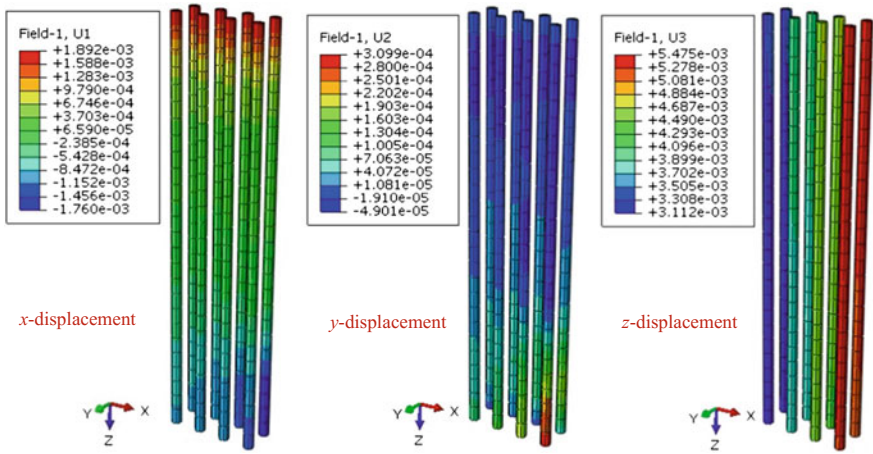 Field-1, U1
+1.892e-03
+1.588e-03
+1.283e-03
+9.790e-04
+6.746e-04
+3.703e-04
+6.590e-05
-2.385e-04
-5.428e-04
-8.472e-04
-1.152e-03
-1.456e-03
-1.760e-03
x-displacement
Y
X
Z
Field-1, U2
+3.099e-04
+2.800e-04
+2.501e-04
+2.202e-04
+1.903e-04
+1.603e-04
+1.304e-04
+1.005e-04
+7.063e-05
+4.072e-05
+1.081e-05
-1.910e-05
-4.901e-05
y-displacement
Y
X
Z
Field-1, U3
+5.475e-03
+5.278e-03
+5.081e-03
+4.884e-03
+4.687e-03
+4.490e-03
+4.293e-03
+4.096e-03
+3.899e-03
+3.702e-03
+3.505e-03
+3.308e-03
+3.112e-03
z-displacement
Y
X
Z